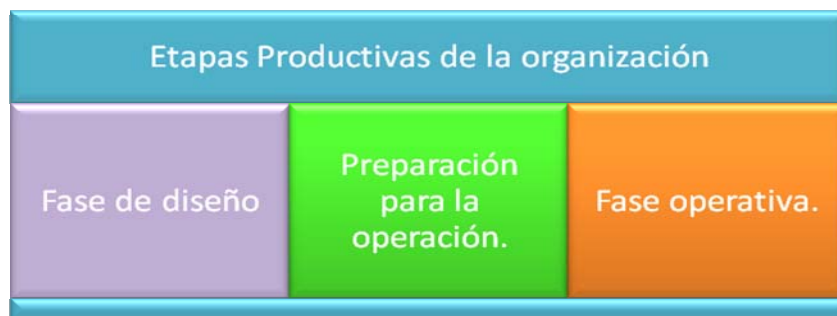 Etapas Productivas de la organización
Fase de diseño
Preparación
para la
operación.
Fase operativa.